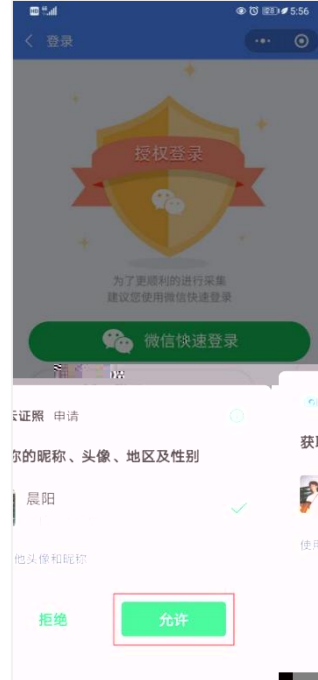 5:56
登录
授权登录
为了更顺利的进行采集
建议您使用微信快速登录
微信快速登录
证照 申请
你的昵称、头像、地区及性别
获取
晨阳
他头像和昵称
使用
拒绝
允许